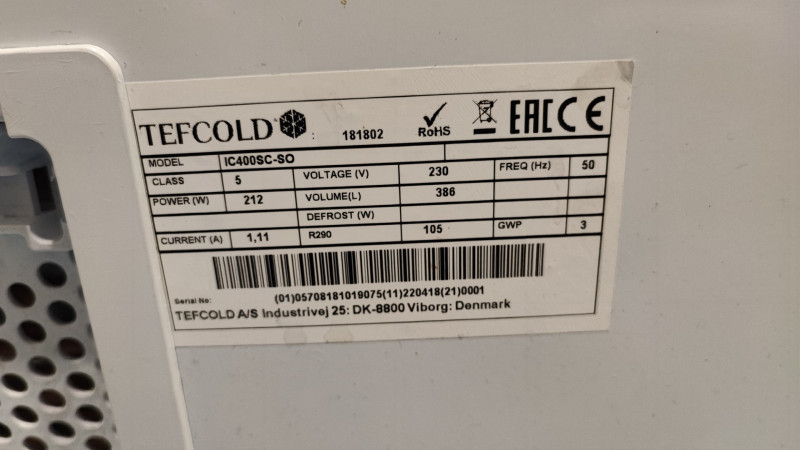 TEFCOLD : 181802 RoHS EAC CE
MODEL IC400SC-SO
CLASS 5 VOLTAGE (V) 230 FREQ (Hz) 50
POWER (W) 212 VOLUME(L) 386
DEFROST (W)
CURRENT (A) 1,11 R290 105 GWP 3
Serial No: (01)05708181019075(11)220418(21)0001
TEFCOLD A/S Industrivej 25: DK-8800 Viborg: Denmark